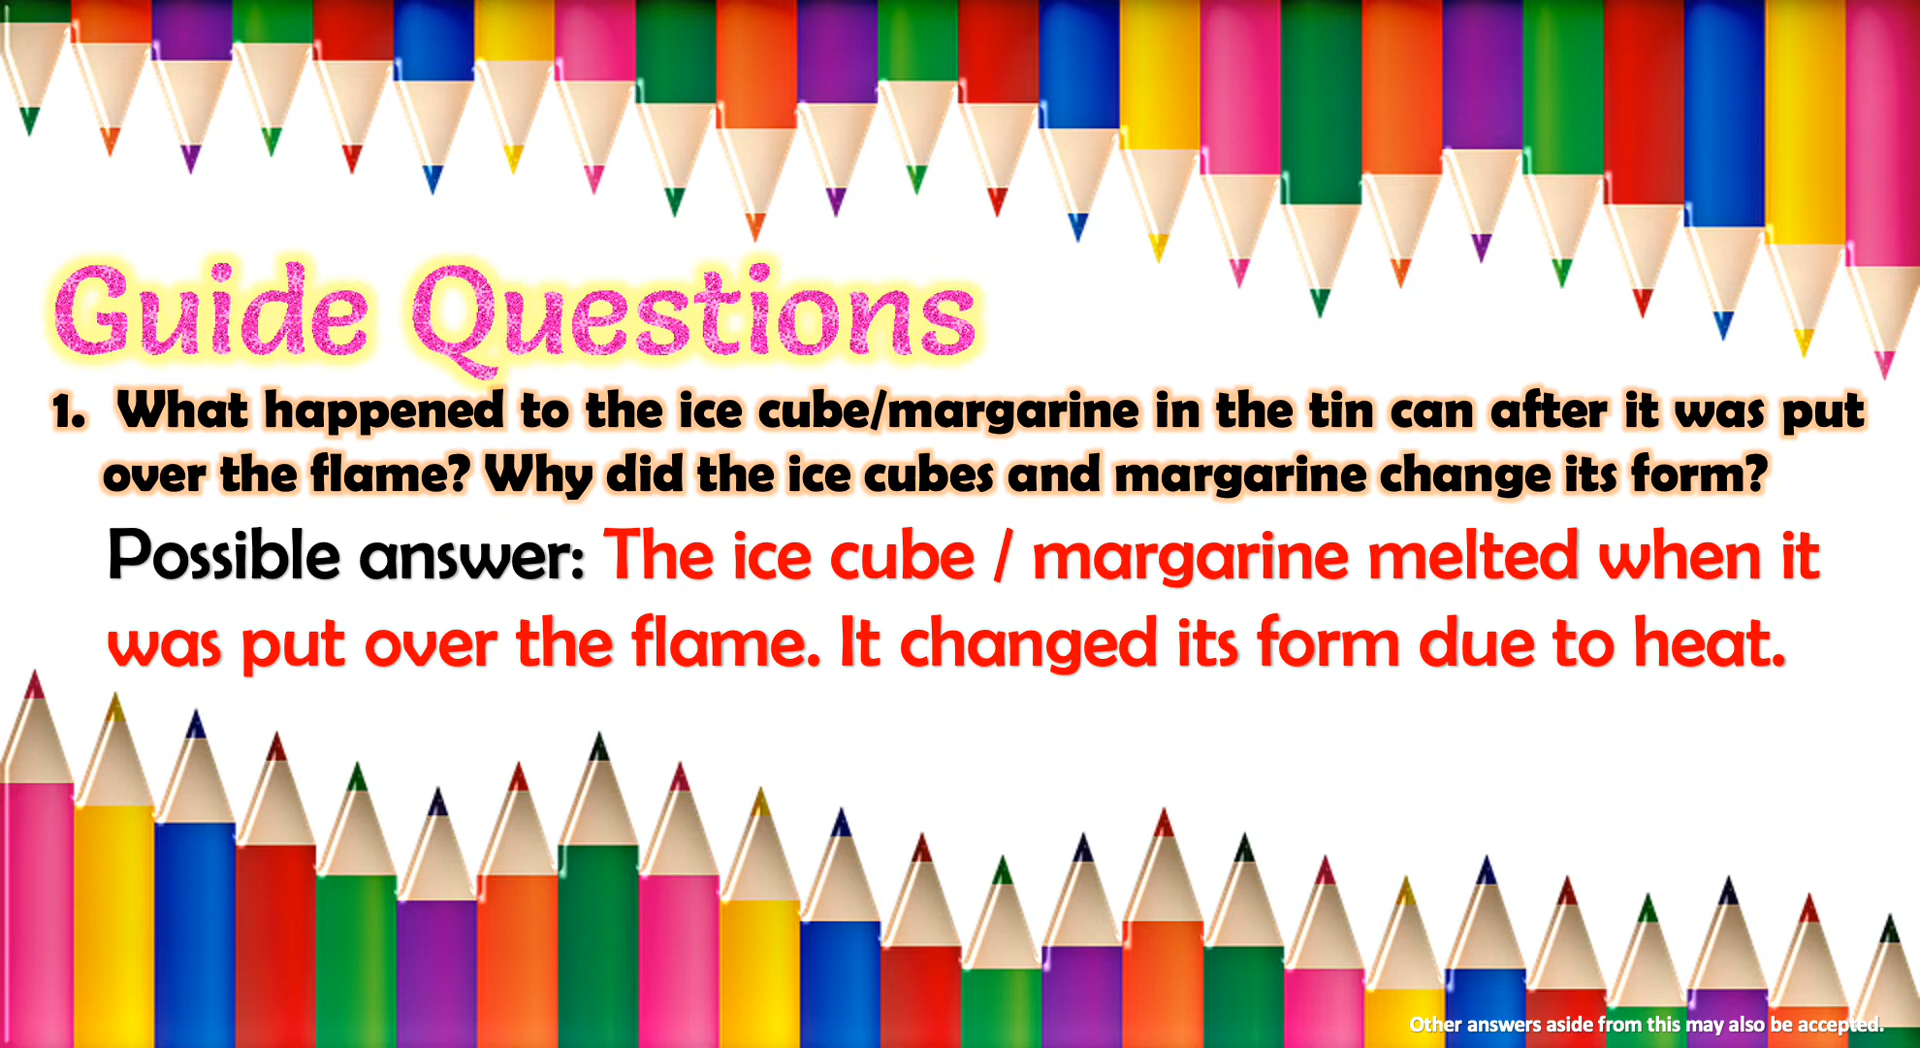 Guide Questions
1. What happened to the ice cube/margarine in the tin can after it was put
over the flame? Why did the ice cubes and margarine change its form?
Possible answer: The ice cube / margarine melted when it
was put over the flame. It changed its form due to heat.
Other answers aside from this may also be accepted.